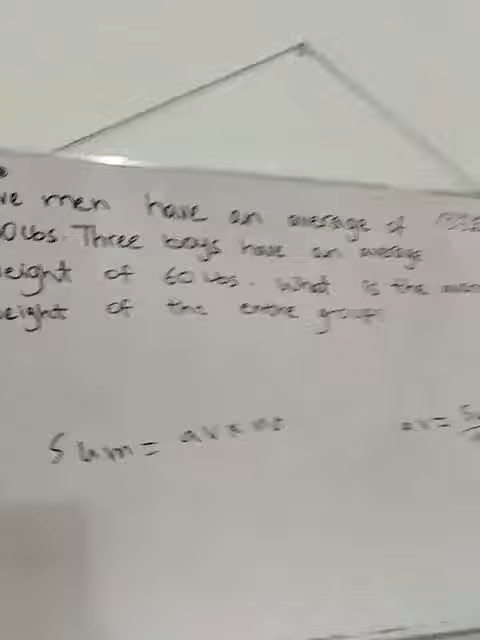 ve men have an average of
0 lbs. Three boys have an average
eight of 60 lbs. What is the
eight of the entire group
Sum = av x no
av = Su